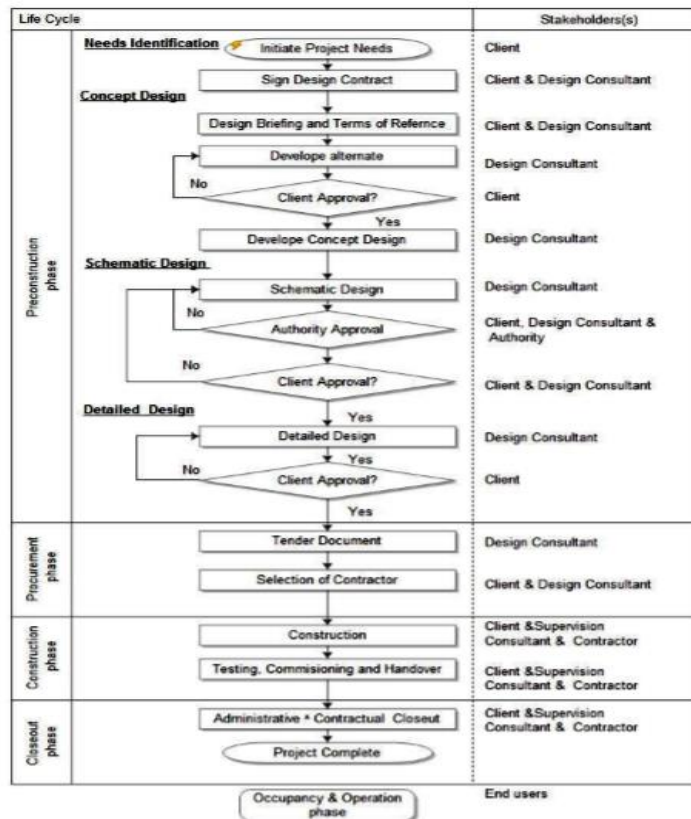 Life Cycle
Stakeholders(s)
Needs Identification
Initiate Project Needs
Client
Sign Design Contract
Client & Design Consultant
Concept Design
Design Briefing and Terms of Refernce
Client & Design Consultant
Develope alternate
Design Consultant
No
Client Approval?
Client
Yes
Develope Concept Design
Design Consultant
Schematic Design
Schematic Design
Design Consultant
No
Authority Approval
Client, Design Consultant &
Authority
No
Client Approval?
Client & Design Consultant
Yes
Detailed Design
Detailed Design
Design Consultant
Yes
No
Client Approval?
Client
Yes
Preconstruction
phase
Tender Document
Design Consultant
Selection of Contractor
Client & Design Consultant
Procurement
phase
Construction
Client &Supervision
Consultant & Contractor
Testing, Commisioning and Handover
Client &Supervision
Consultant & Contractor
Construction
phase
Administrative * Contractual Closeut
Client &Supervision
Consultant & Contractor
Project Complete
Closeout
phase
Occupancy & Operation
phase
End users